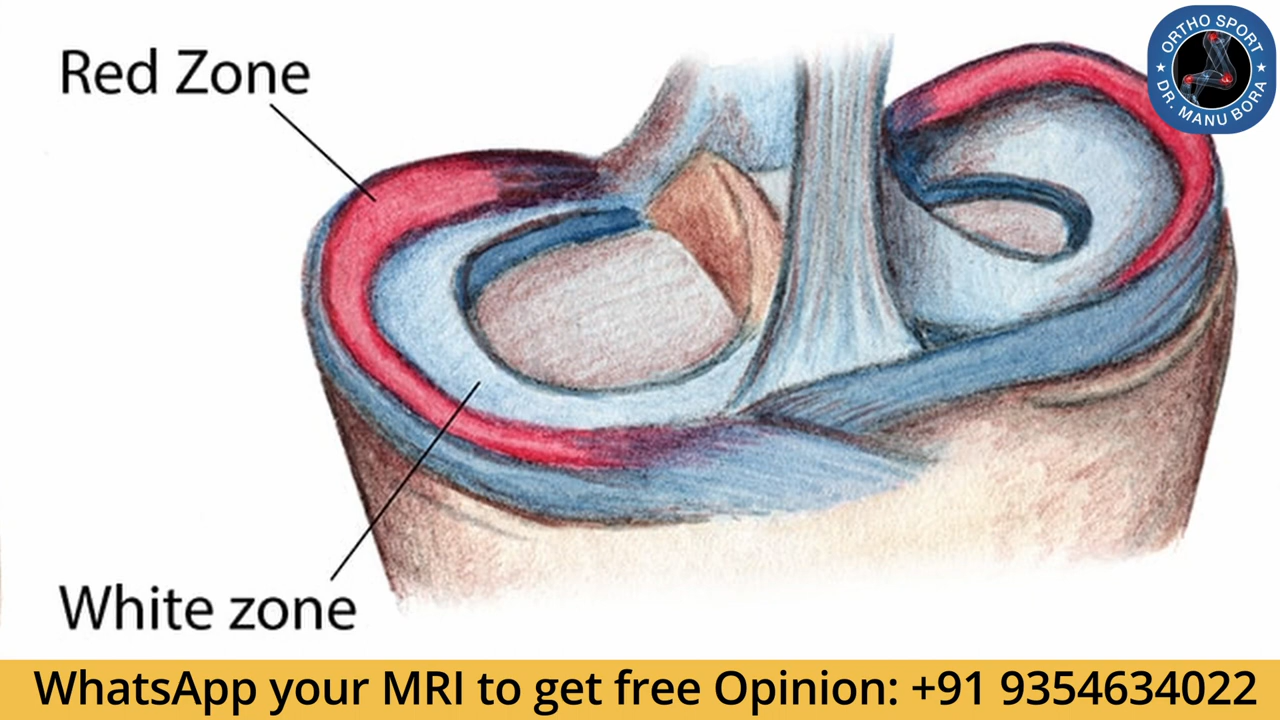 Red Zone
ORTHO SPORT
★ DR. MANU BORA ★
White zone
WhatsApp your MRI to get free Opinion: +91 9354634022